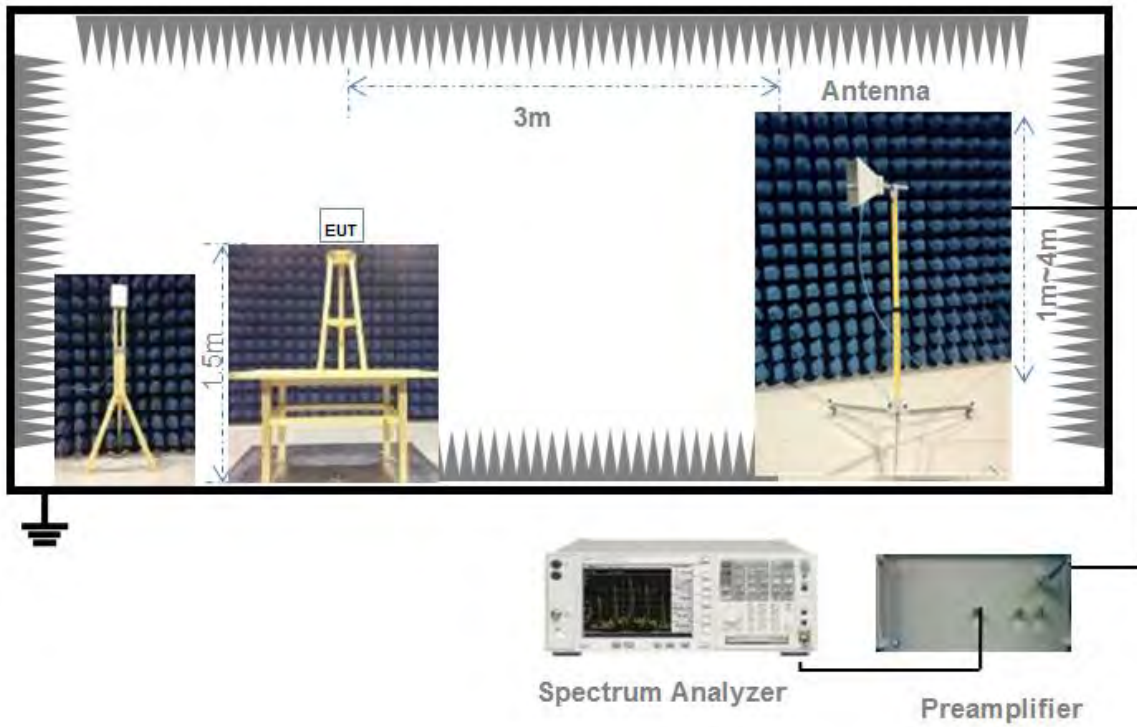 Antenna
3m
EUT
1.5m
1m~4m
Spectrum Analyzer
Preamplifier